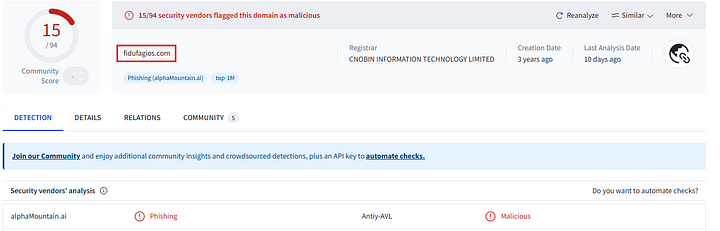 15
/ 94
Community
Score
15/94 security vendors flagged this domain as malicious
Reanalyze
Similar
More
fidufagios.com
Registrar
CNOBIN INFORMATION TECHNOLOGY LIMITED
Creation Date
3 years ago
Last Analysis Date
10 days ago
Phishing (alphaMountain.ai)
top-1M
DETECTION
DETAILS
RELATIONS
COMMUNITY
5
Join our Community and enjoy additional community insights and crowdsourced detections, plus an API key to automate checks.
Security vendors' analysis
Do you want to automate checks?
alphaMountain.ai
Phishing
Antiy-AVL
Malicious